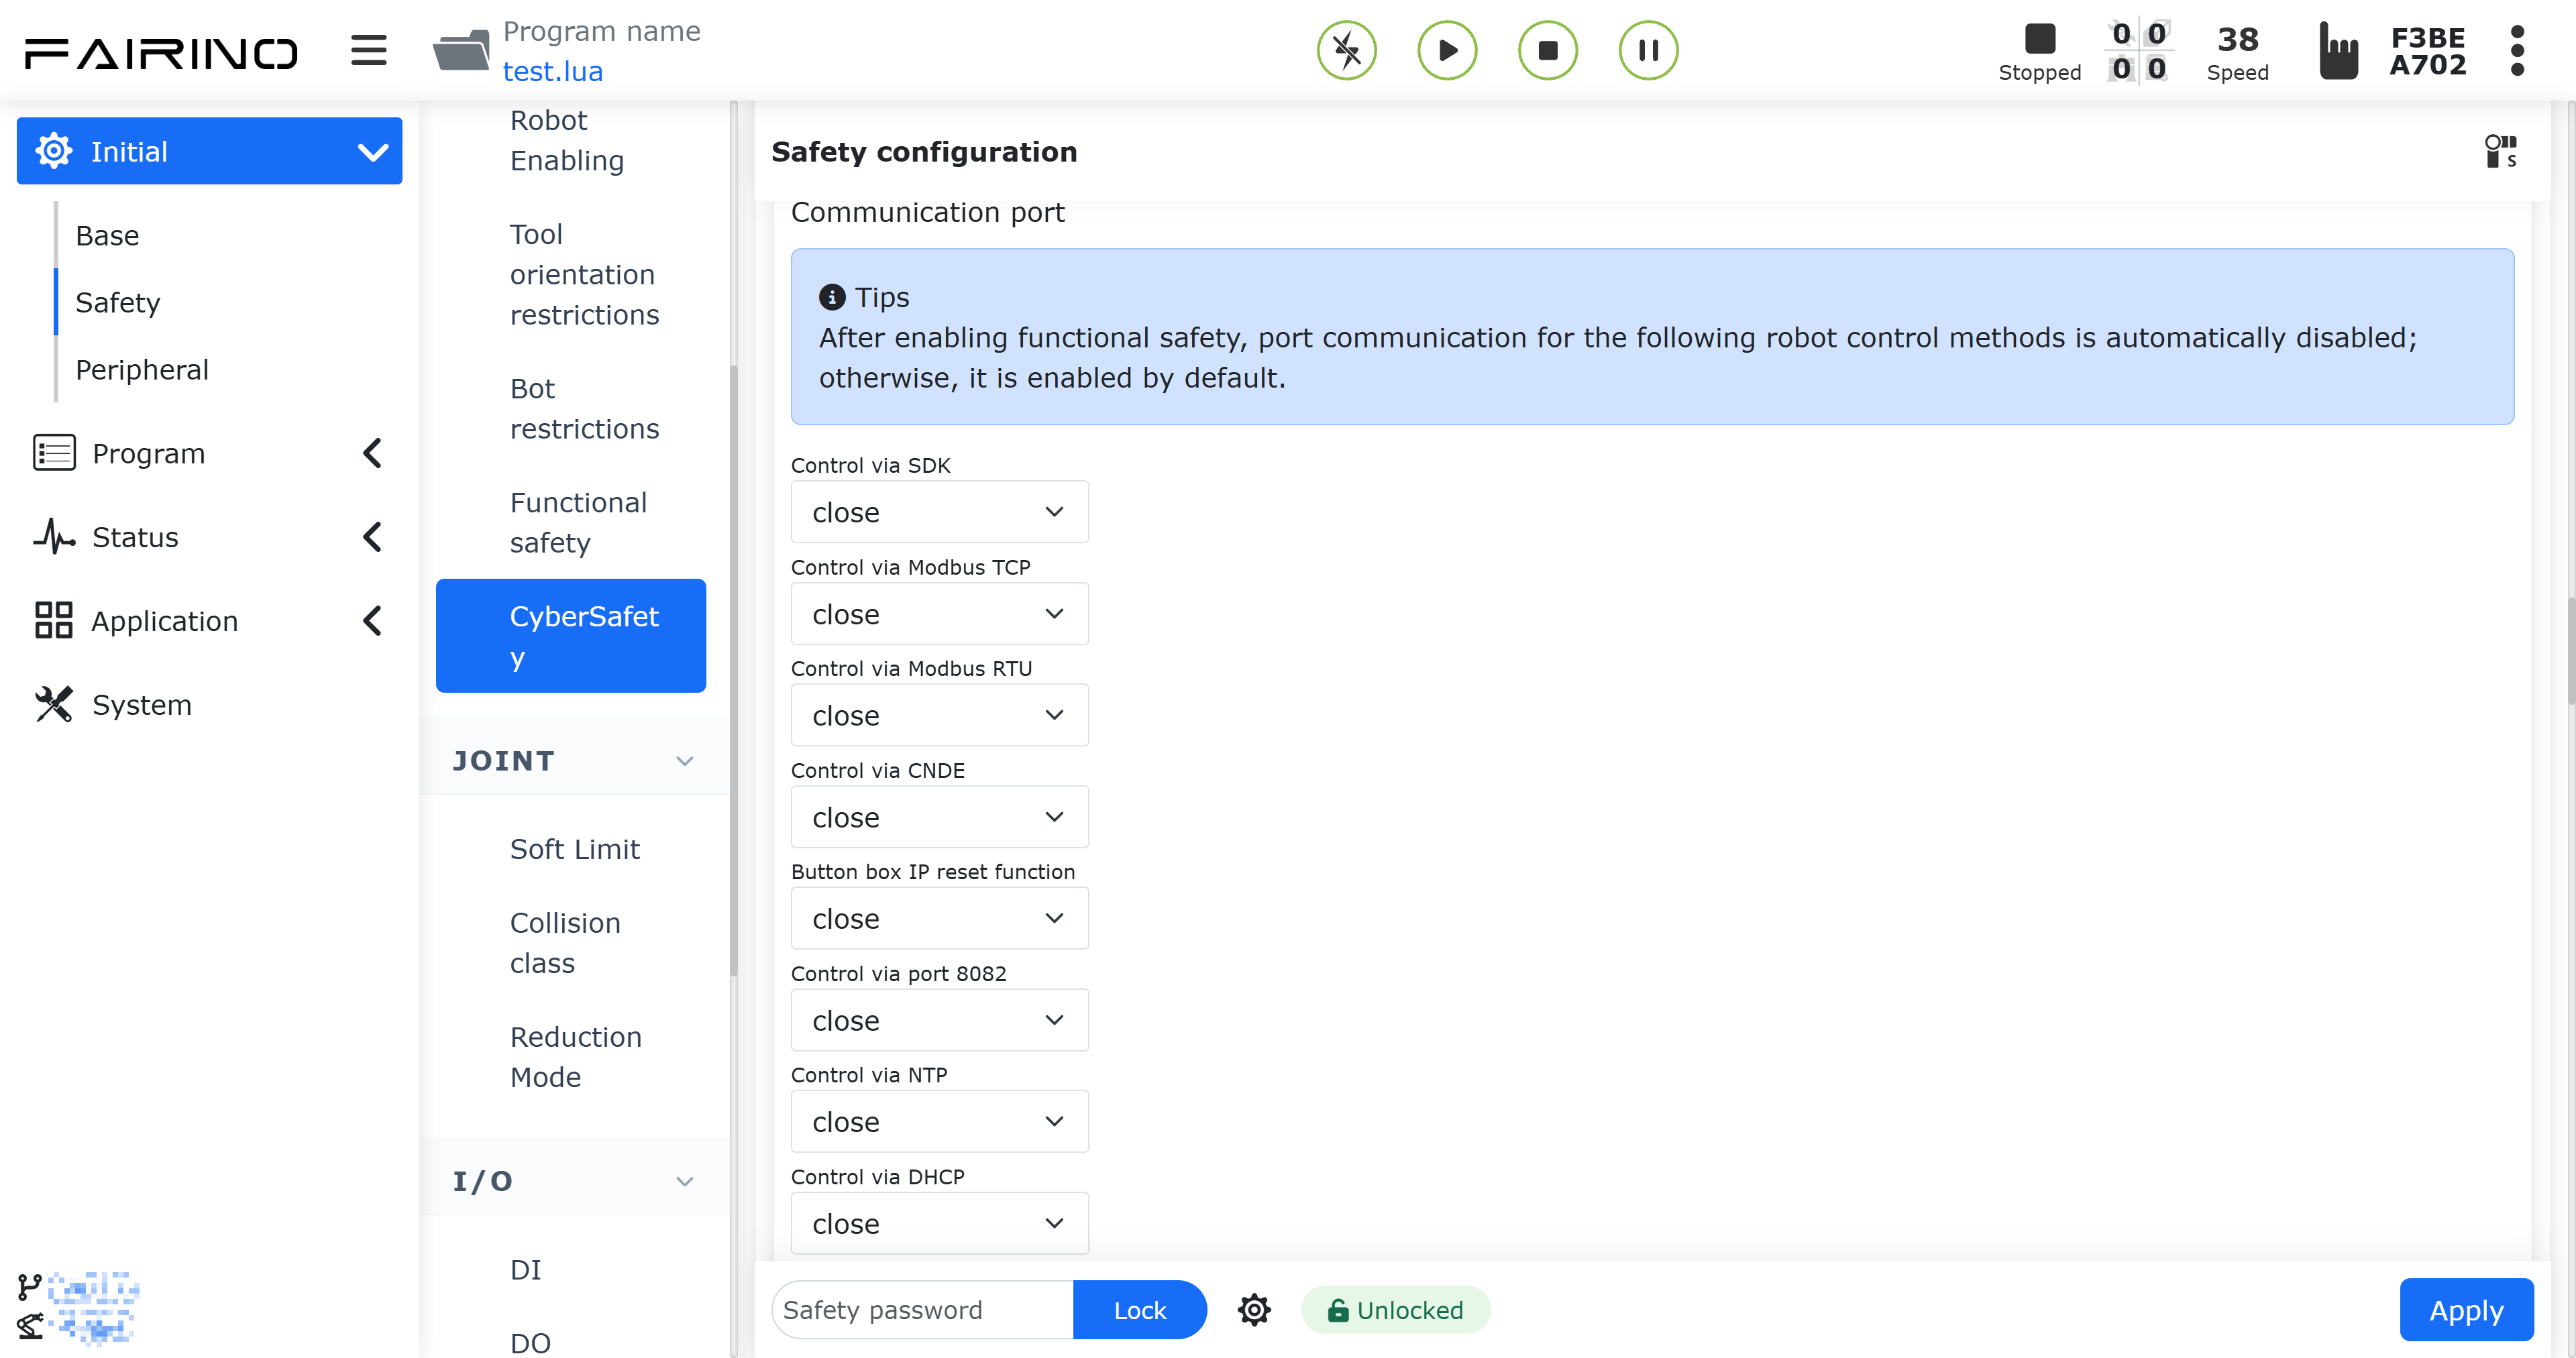 FAIRINO
Program name
test.lua
Stopped
0 0
0 0
38
Speed
F3BE
A702
Initial
Base
Safety
Peripheral
Program
Status
Application
System
Robot
Enabling
Tool
orientation
restrictions
Bot
restrictions
Functional
safety
CyberSafet
y
JOINT
Soft Limit
Collision
class
Reduction
Mode
I/O
DI
DO
Safety configuration
S
Communication port
Tips
After enabling functional safety, port communication for the following robot control methods is automatically disabled;
otherwise, it is enabled by default.
Control via SDK
close
Control via Modbus TCP
close
Control via Modbus RTU
close
Control via CNDE
close
Button box IP reset function
close
Control via port 8082
close
Control via NTP
close
Control via DHCP
close
Safety password
Lock
Unlocked
Apply